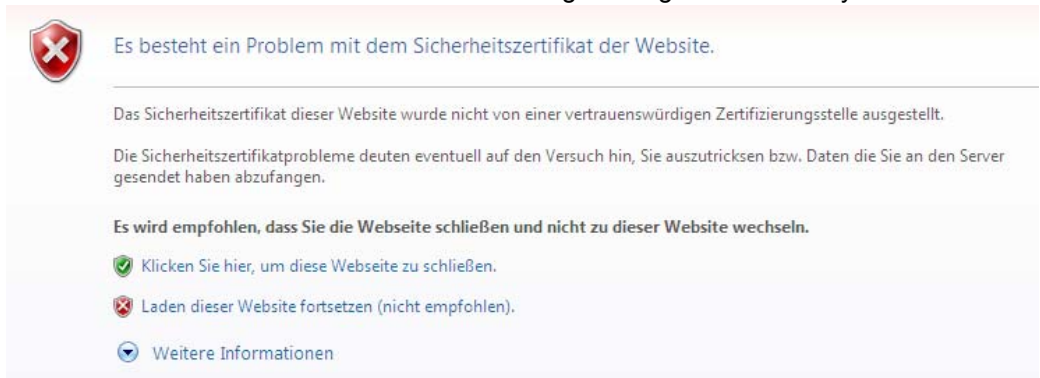 Es besteht ein Problem mit dem Sicherheitszertifikat der Website.
Das Sicherheitszertifikat dieser Website wurde nicht von einer vertrauenswürdigen Zertifizierungsstelle ausgestellt.
Die Sicherheitszertifikatprobleme deuten eventuell auf den Versuch hin, Sie auszutricksen bzw. Daten die Sie an den Server
gesendet haben abzufangen.
Es wird empfohlen, dass Sie die Webseite schließen und nicht zu dieser Website wechseln.
Klicken Sie hier, um diese Webseite zu schließen.
Laden dieser Website fortsetzen (nicht empfohlen).
Weitere Informationen